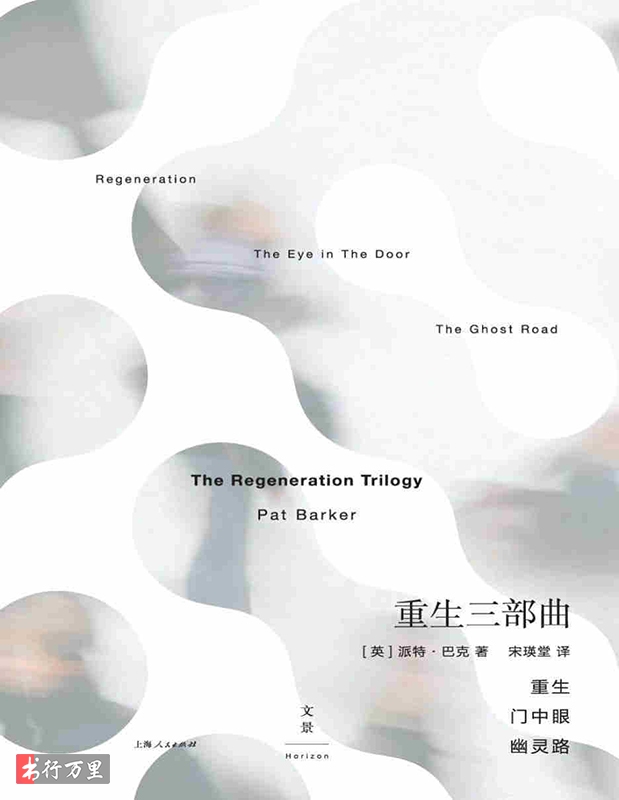 Regeneration
The Eye in The Door
The Ghost Road
The Regeneration Trilogy
Pat Barker
重生三部曲
[英]派特·巴克 著 宋瑛堂 译
重生
门中眼
幽灵路
文
景
Horizon
上海人民出版社
书行万里